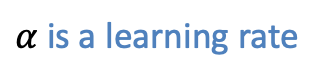 α is a learning rate